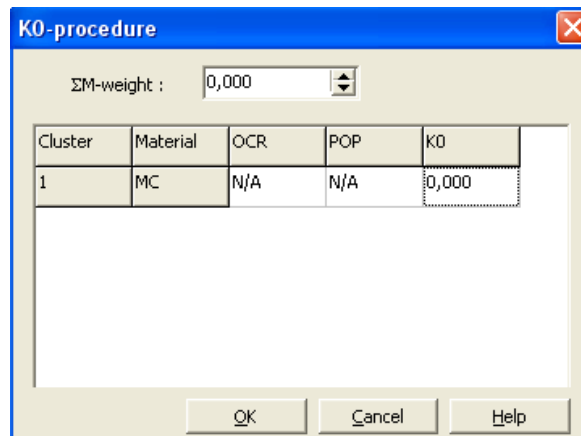 K0-procedure
ΣM-weight : 0,000
Cluster Material OCR POP K0
1 MC N/A N/A 0,000
OK Cancel Help